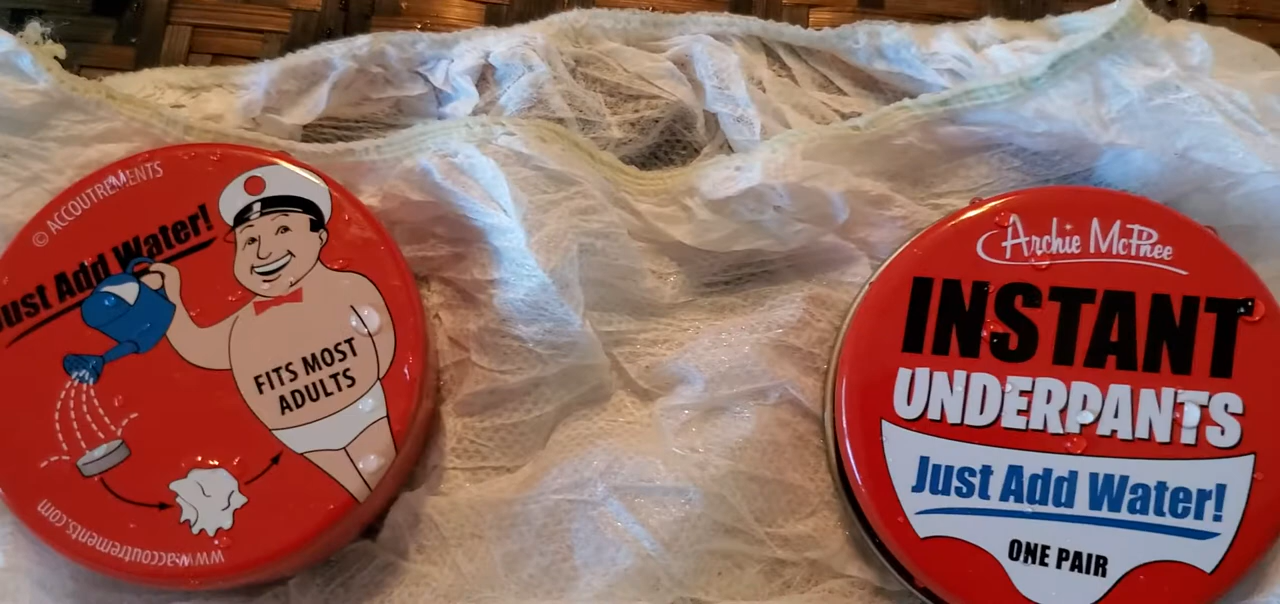 © ACCOUTREMENTS
Just Add Water!
FITS MOST
ADULTS
www.accoutrements.com
Archie McPhee
INSTANT
UNDERPANTS
Just Add Water!
ONE PAIR